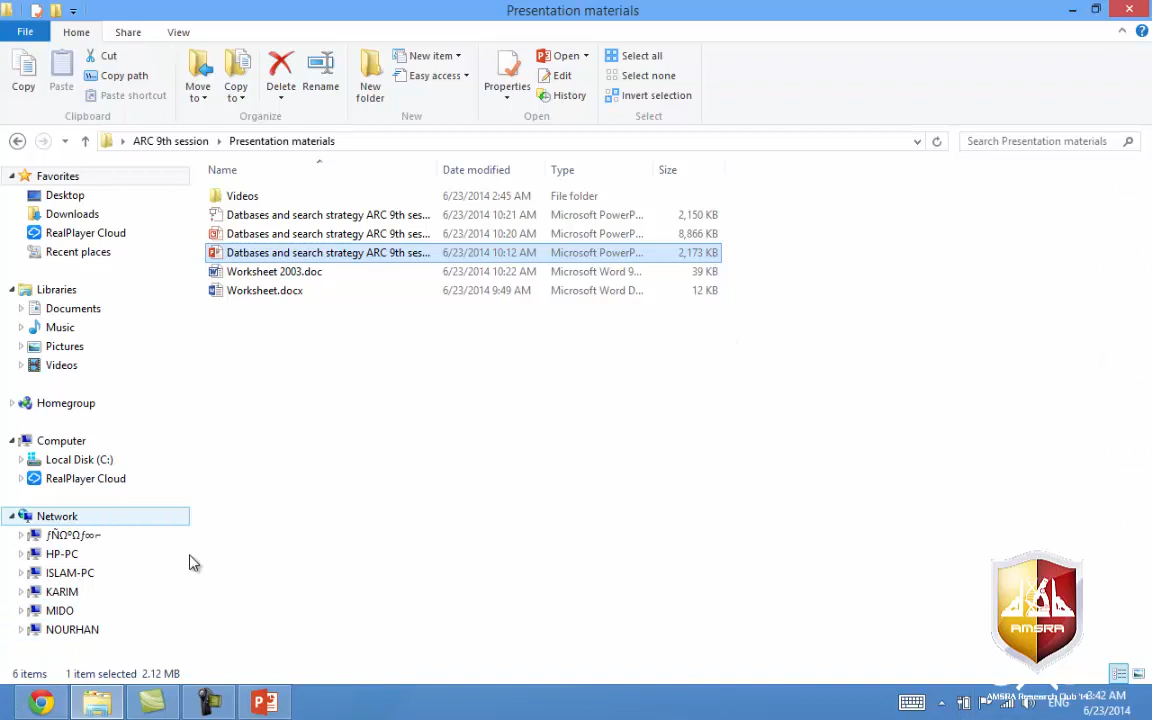 Presentation materials
File Home Share View
Copy
Paste
Cut
Copy path
Paste shortcut
Clipboard
Move to
Copy to
Delete
Rename
Organize
New folder
New item
Easy access
New
Properties
Open
Edit
History
Open
Select all
Select none
Invert selection
Select
ARC 9th session Presentation materials
Search Presentation materials
Name Date modified Type Size
Videos 6/23/2014 2:45 AM File folder
Datbases and search strategy ARC 9th ses... 6/23/2014 10:21 AM Microsoft PowerP... 2,150 KB
Datbases and search strategy ARC 9th ses... 6/23/2014 10:20 AM Microsoft PowerP... 8,866 KB
Datbases and search strategy ARC 9th ses... 6/23/2014 10:12 AM Microsoft PowerP... 2,173 KB
Worksheet 2003.doc 6/23/2014 10:22 AM Microsoft Word 9... 39 KB
Worksheet.docx 6/23/2014 9:49 AM Microsoft Word D... 12 KB
Favorites
Desktop
Downloads
RealPlayer Cloud
Recent places
Libraries
Documents
Music
Pictures
Videos
Homegroup
Computer
Local Disk (C:)
RealPlayer Cloud
Network
HP-PC
ISLAM-PC
KARIM
MIDO
NOURHAN
6 items 1 item selected 2.12 MB
AMSRA
AMSRA Research Club '14
ENG
3:42 AM
6/23/2014